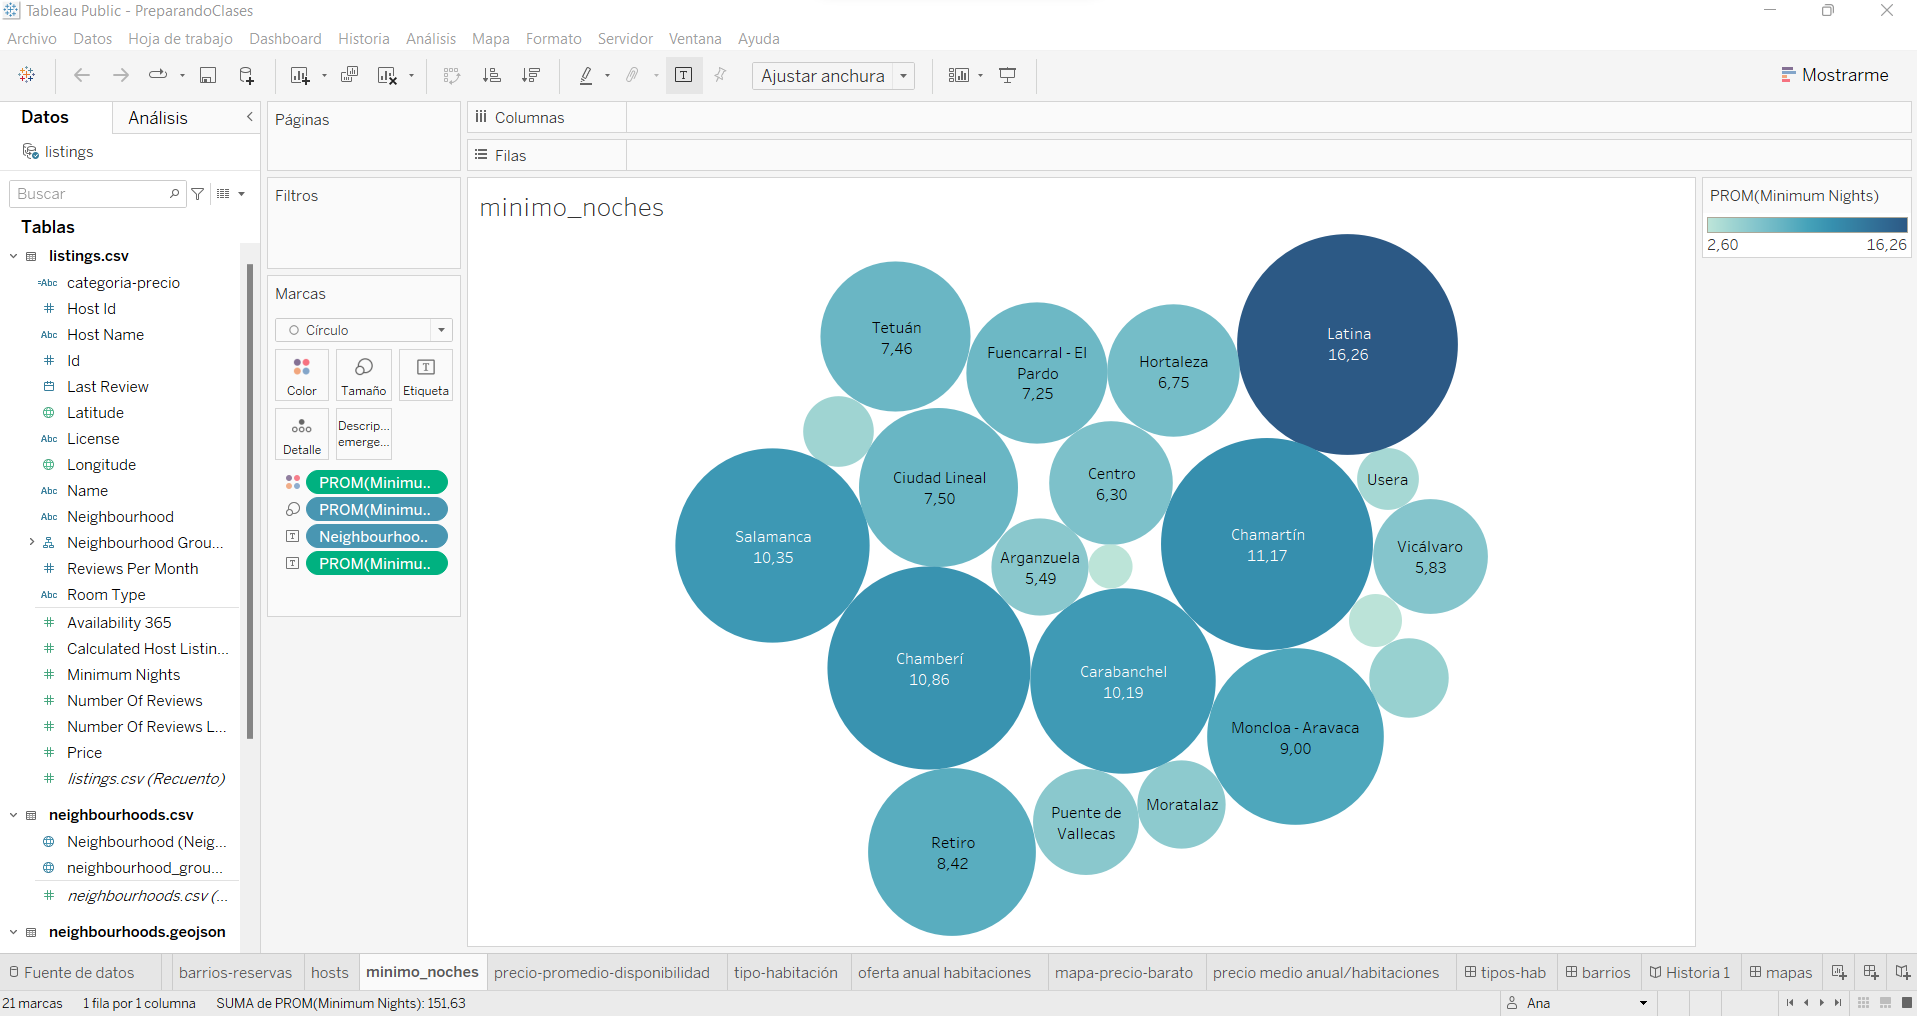 Tableau Public - PreparandoClases
Archivo Datos Hoja de trabajo Dashboard Historia Análisis Mapa Formato Servidor Ventana Ayuda
Ajustar anchura
Mostrarme
Datos
Análisis
listings
Buscar
Tablas
listings.csv
Abc categoria-precio
Host Id
Abc Host Name
Id
Last Review
Latitude
Abc License
Longitude
Abc Name
Abc Neighbourhood
Neighbourhood Grou...
Reviews Per Month
Abc Room Type
Availability 365
Calculated Host Listin...
Minimum Nights
Number Of Reviews
Number Of Reviews L...
Price
listings.csv (Recuento)
neighbourhoods.csv
Neighbourhood (Neig...
neighbourhood_grou...
neighbourhoods.csv (...
neighbourhoods.geojson
Páginas
Filtros
Marcas
Círculo
Color
Tamaño
Etiqueta
Detalle
Descrip...
emerge...
PROM(Minimu..
PROM(Minimu..
Neighbourhoo..
PROM(Minimu..
Columnas
Filas
minimo_noches
Tetuán
7,46
Fuencarral - El
Pardo
7,25
Hortaleza
6,75
Latina
16,26
Ciudad Lineal
7,50
Centro
6,30
Usera
Salamanca
10,35
Arganzuela
5,49
Chamartín
11,17
Vicálvaro
5,83
Chamberí
10,86
Carabanchel
10,19
Moncloa - Aravaca
9,00
Retiro
8,42
Puente de
Vallecas
Moratalaz
PROM(Minimum Nights)
2,60 16,26
Fuente de datos barrios-reservas hosts minimo_noches precio-promedio-disponibilidad tipo-habitación oferta anual habitaciones mapa-precio-barato precio medio anual/habitaciones tipos-hab barrios Historia 1 mapas
21 marcas 1 fila por 1 columna SUMA de PROM(Minimum Nights): 151,63
Ana